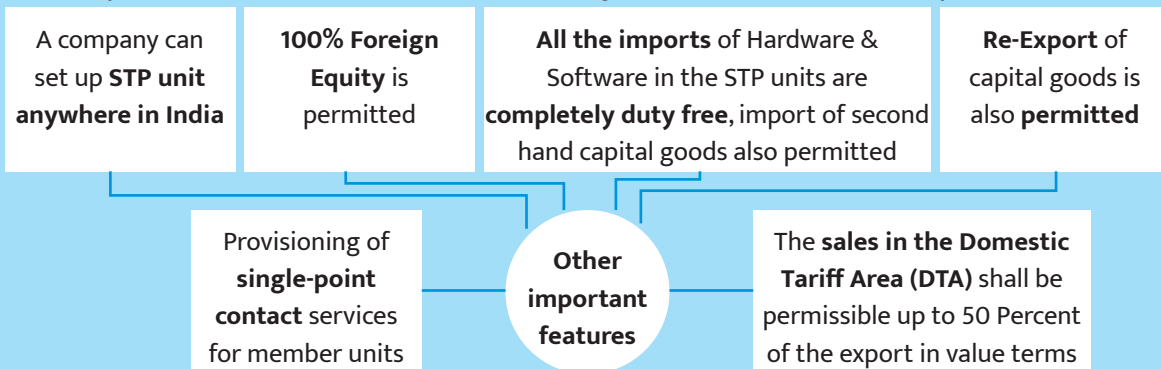 A company can
set up STP unit
anywhere in India
100% Foreign
Equity is
permitted
All the imports of Hardware &
Software in the STP units are
completely duty free, import of second
hand capital goods also permitted
Re-Export of
capital goods is
also permitted
Provisioning of
single-point
contact services
for member units
Other
important
features
The sales in the Domestic
Tariff Area (DTA) shall be
permissible up to 50 Percent
of the export in value terms